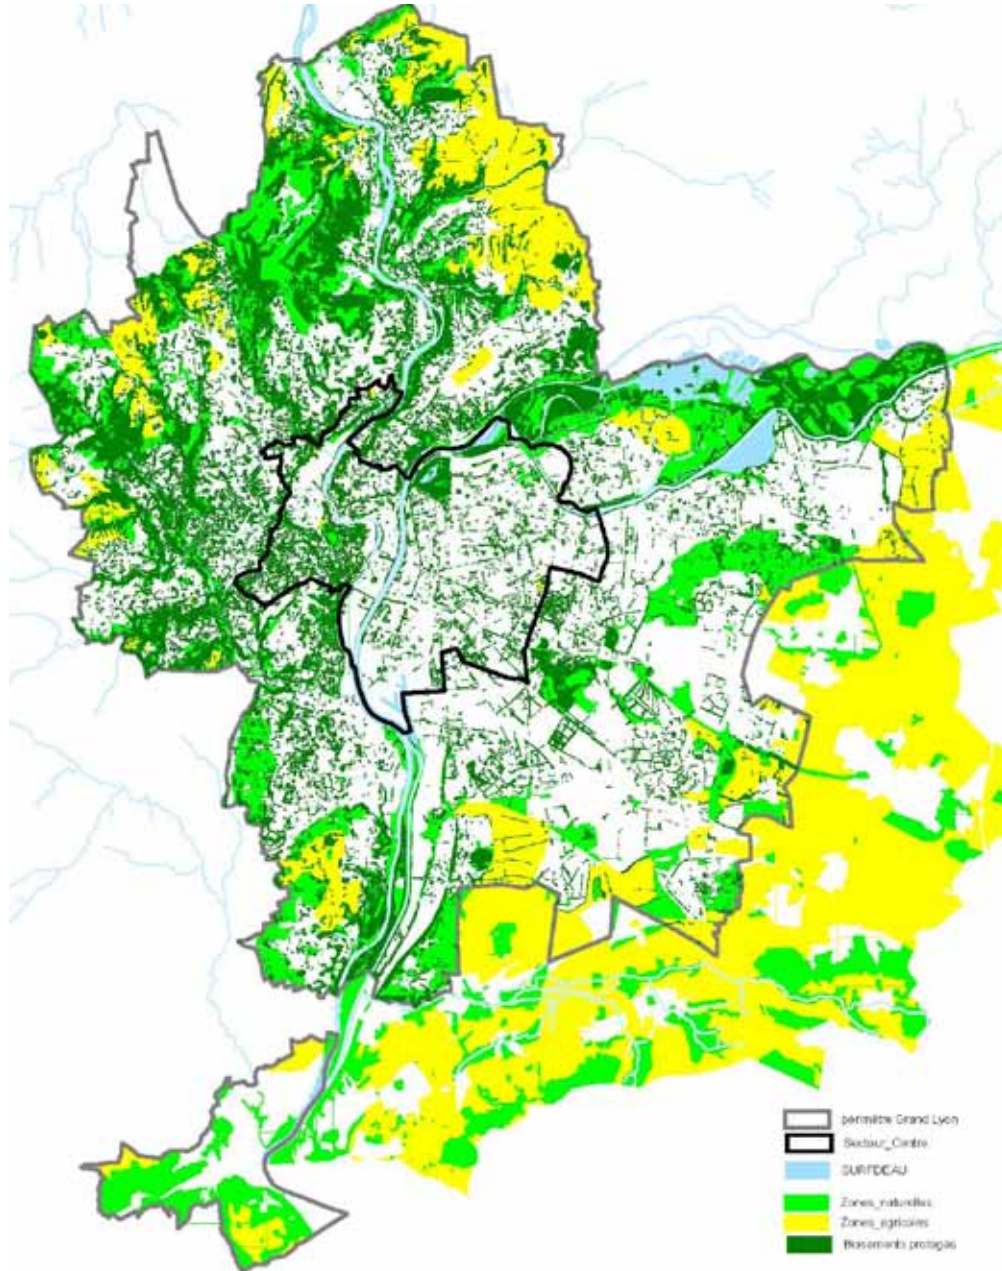 périmètre Grand Lyon
Secteur_Centre
SURFDEAU
Zones_naturelles
Zones_agricoles
Boisements protégés